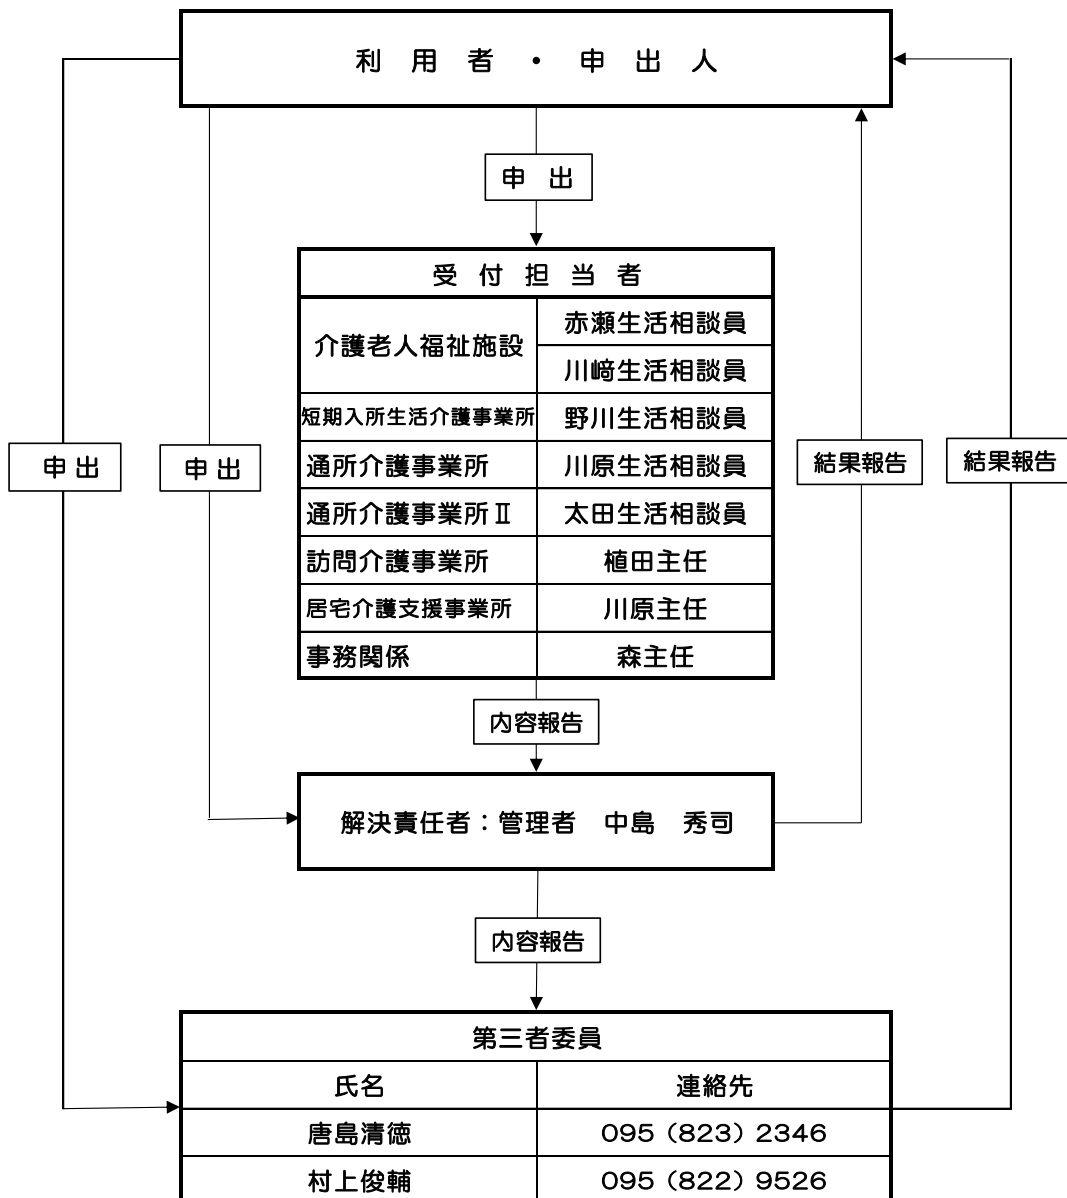 利用者・申出人
申出
受付担当者
介護老人福祉施設
赤瀬生活相談員
川﨑生活相談員
短期入所生活介護事業所
野川生活相談員
通所介護事業所
川原生活相談員
通所介護事業所Ⅱ
太田生活相談員
訪問介護事業所
植田主任
居宅介護支援事業所
川原主任
事務関係
森主任
申出
申出
結果報告
結果報告
内容報告
解決責任者：管理者　中島　秀司
内容報告
第三者委員
氏名
連絡先
唐島清徳
095（823）2346
村上俊輔
095（822）9526